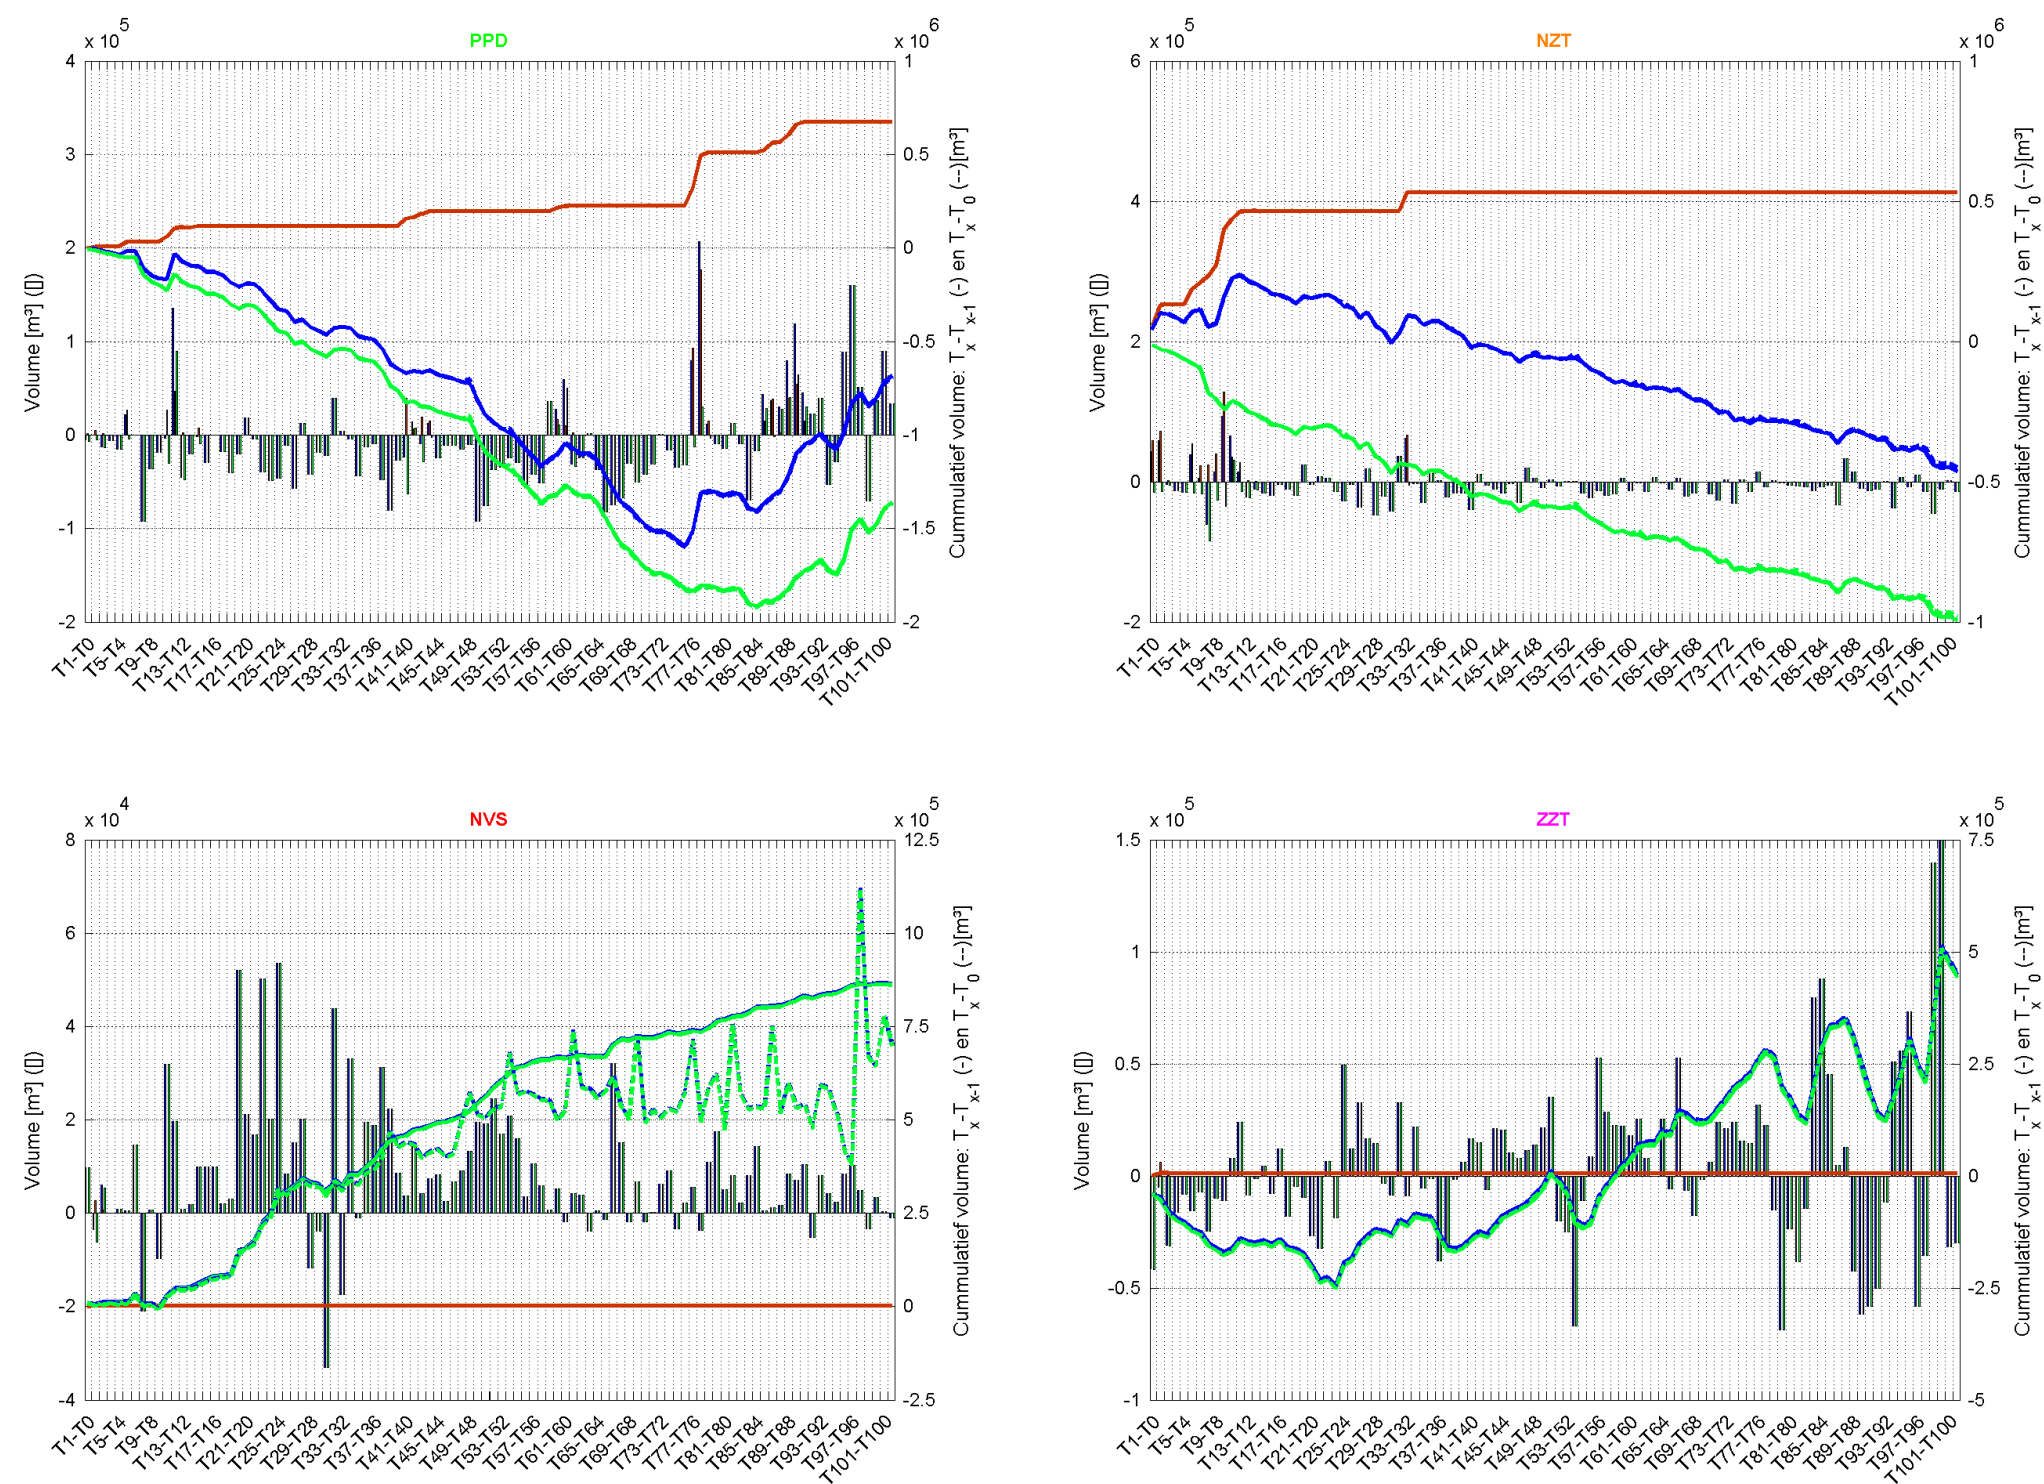 x 10^5
PPD
x 10^6
4
3
2
1
0
-1
-2
1
0.5
0
-0.5
-1
-1.5
-2
Volume [m³] ([])
Cummulatief volume: T_x-T_x-1 (-) en T_x-T_0 (--)[m³]
T1-T0
T5-T4
T9-T8
T13-T12
T17-T16
T21-T20
T25-T24
T29-T28
T33-T32
T37-T36
T41-T40
T45-T44
T49-T48
T53-T52
T57-T56
T61-T60
T65-T64
T69-T68
T73-T72
T77-T76
T81-T80
T85-T84
T89-T88
T93-T92
T97-T96
T101-T100
x 10^5
NZT
x 10^6
6
4
2
0
-2
1
0.5
0
-0.5
-1
Volume [m³] ([])
Cummulatief volume: T_x-T_x-1 (-) en T_x-T_0 (--)[m³]
T1-T0
T5-T4
T9-T8
T13-T12
T17-T16
T21-T20
T25-T24
T29-T28
T33-T32
T37-T36
T41-T40
T45-T44
T49-T48
T53-T52
T57-T56
T61-T60
T65-T64
T69-T68
T73-T72
T77-T76
T81-T80
T85-T84
T89-T88
T93-T92
T97-T96
T101-T100
x 10^4
NVS
x 10^5
8
6
4
2
0
-2
-4
12.5
10
7.5
5
2.5
0
-2.5
Volume [m³] ([])
Cummulatief volume: T_x-T_x-1 (-) en T_x-T_0 (--)[m³]
T1-T0
T5-T4
T9-T8
T13-T12
T17-T16
T21-T20
T25-T24
T29-T28
T33-T32
T37-T36
T41-T40
T45-T44
T49-T48
T53-T52
T57-T56
T61-T60
T65-T64
T69-T68
T73-T72
T77-T76
T81-T80
T85-T84
T89-T88
T93-T92
T97-T96
T101-T100
x 10^5
ZZT
x 10^5
1.5
1
0.5
0
-0.5
-1
7.5
5
2.5
0
-2.5
-5
Volume [m³] ([])
Cummulatief volume: T_x-T_x-1 (-) en T_x-T_0 (--)[m³]
T1-T0
T5-T4
T9-T8
T13-T12
T17-T16
T21-T20
T25-T24
T29-T28
T33-T32
T37-T36
T41-T40
T45-T44
T49-T48
T53-T52
T57-T56
T61-T60
T65-T64
T69-T68
T73-T72
T77-T76
T81-T80
T85-T84
T89-T88
T93-T92
T97-T96
T101-T100